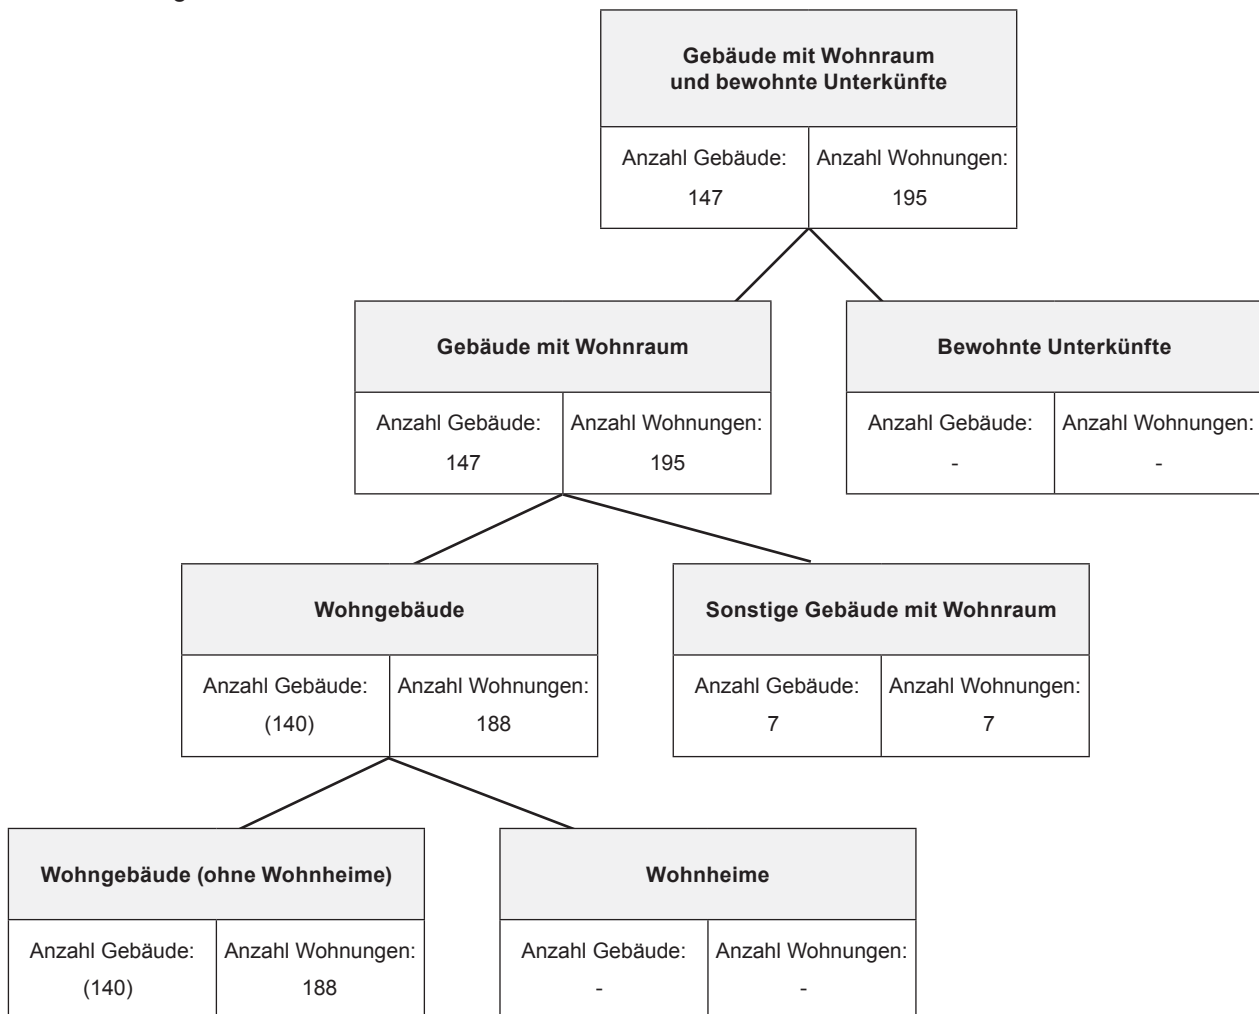 Gebäude mit Wohnraum
und bewohnte Unterkünfte
Anzahl Gebäude: Anzahl Wohnungen:
147 195
Gebäude mit Wohnraum
Anzahl Gebäude: Anzahl Wohnungen:
147 195
Bewohnte Unterkünfte
Anzahl Gebäude: Anzahl Wohnungen:
- -
Wohngebäude
Anzahl Gebäude: Anzahl Wohnungen:
(140) 188
Sonstige Gebäude mit Wohnraum
Anzahl Gebäude: Anzahl Wohnungen:
7 7
Wohngebäude (ohne Wohnheime)
Anzahl Gebäude: Anzahl Wohnungen:
(140) 188
Wohnheime
Anzahl Gebäude: Anzahl Wohnungen:
- -